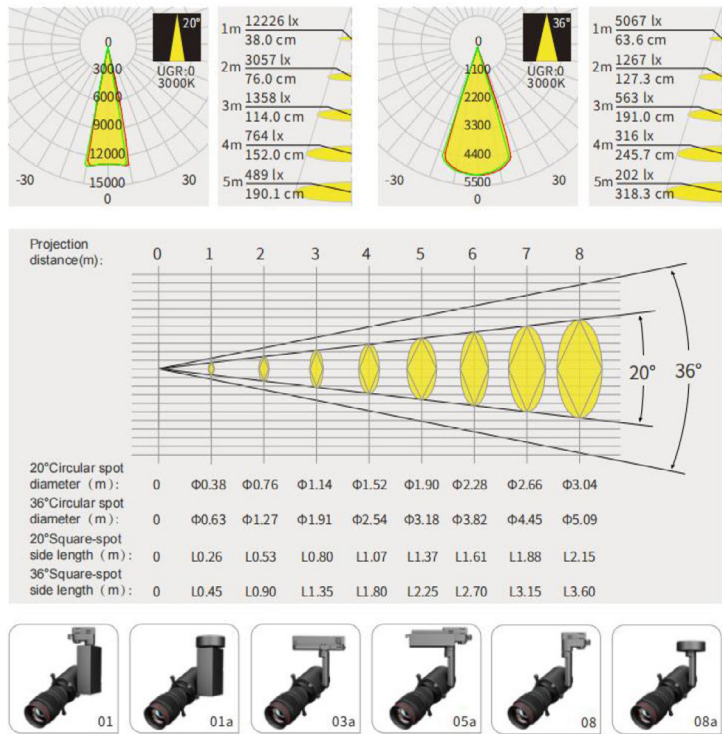 20°
0
3000
6000
9000
12000
15000
0
-30
30
UGR:0
3000K
1m
12226 lx
38.0 cm
2m
3057 lx
76.0 cm
3m
1358 lx
114.0 cm
4m
764 lx
152.0 cm
5m
489 lx
190.1 cm
36°
0
1100
2200
3300
4400
5500
0
-30
30
UGR:0
3000K
1m
5067 lx
63.6 cm
2m
1267 lx
127.3 cm
3m
563 lx
191.0 cm
4m
316 lx
245.7 cm
5m
202 lx
318.3 cm
Projection
distance(m): 0 1 2 3 4 5 6 7 8
20° 36°
20°Circular spot
diameter（m）: 0 Φ0.38 Φ0.76 Φ1.14 Φ1.52 Φ1.90 Φ2.28 Φ2.66 Φ3.04
36°Circular spot
diameter（m）: 0 Φ0.63 Φ1.27 Φ1.91 Φ2.54 Φ3.18 Φ3.82 Φ4.45 Φ5.09
20°Square-spot
side length（m）: 0 L0.26 L0.53 L0.80 L1.07 L1.37 L1.61 L1.88 L2.15
36°Square-spot
side length（m）: 0 L0.45 L0.90 L1.35 L1.80 L2.25 L2.70 L3.15 L3.60
01
01a
03a
05a
08
08a